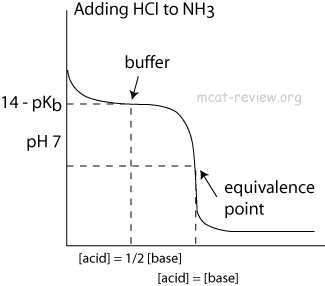 Adding HCl to NH3
buffer
mcat-review.org
14 - pKb
pH 7
equivalence
point
[acid] = 1/2 [base]
[acid] = [base]